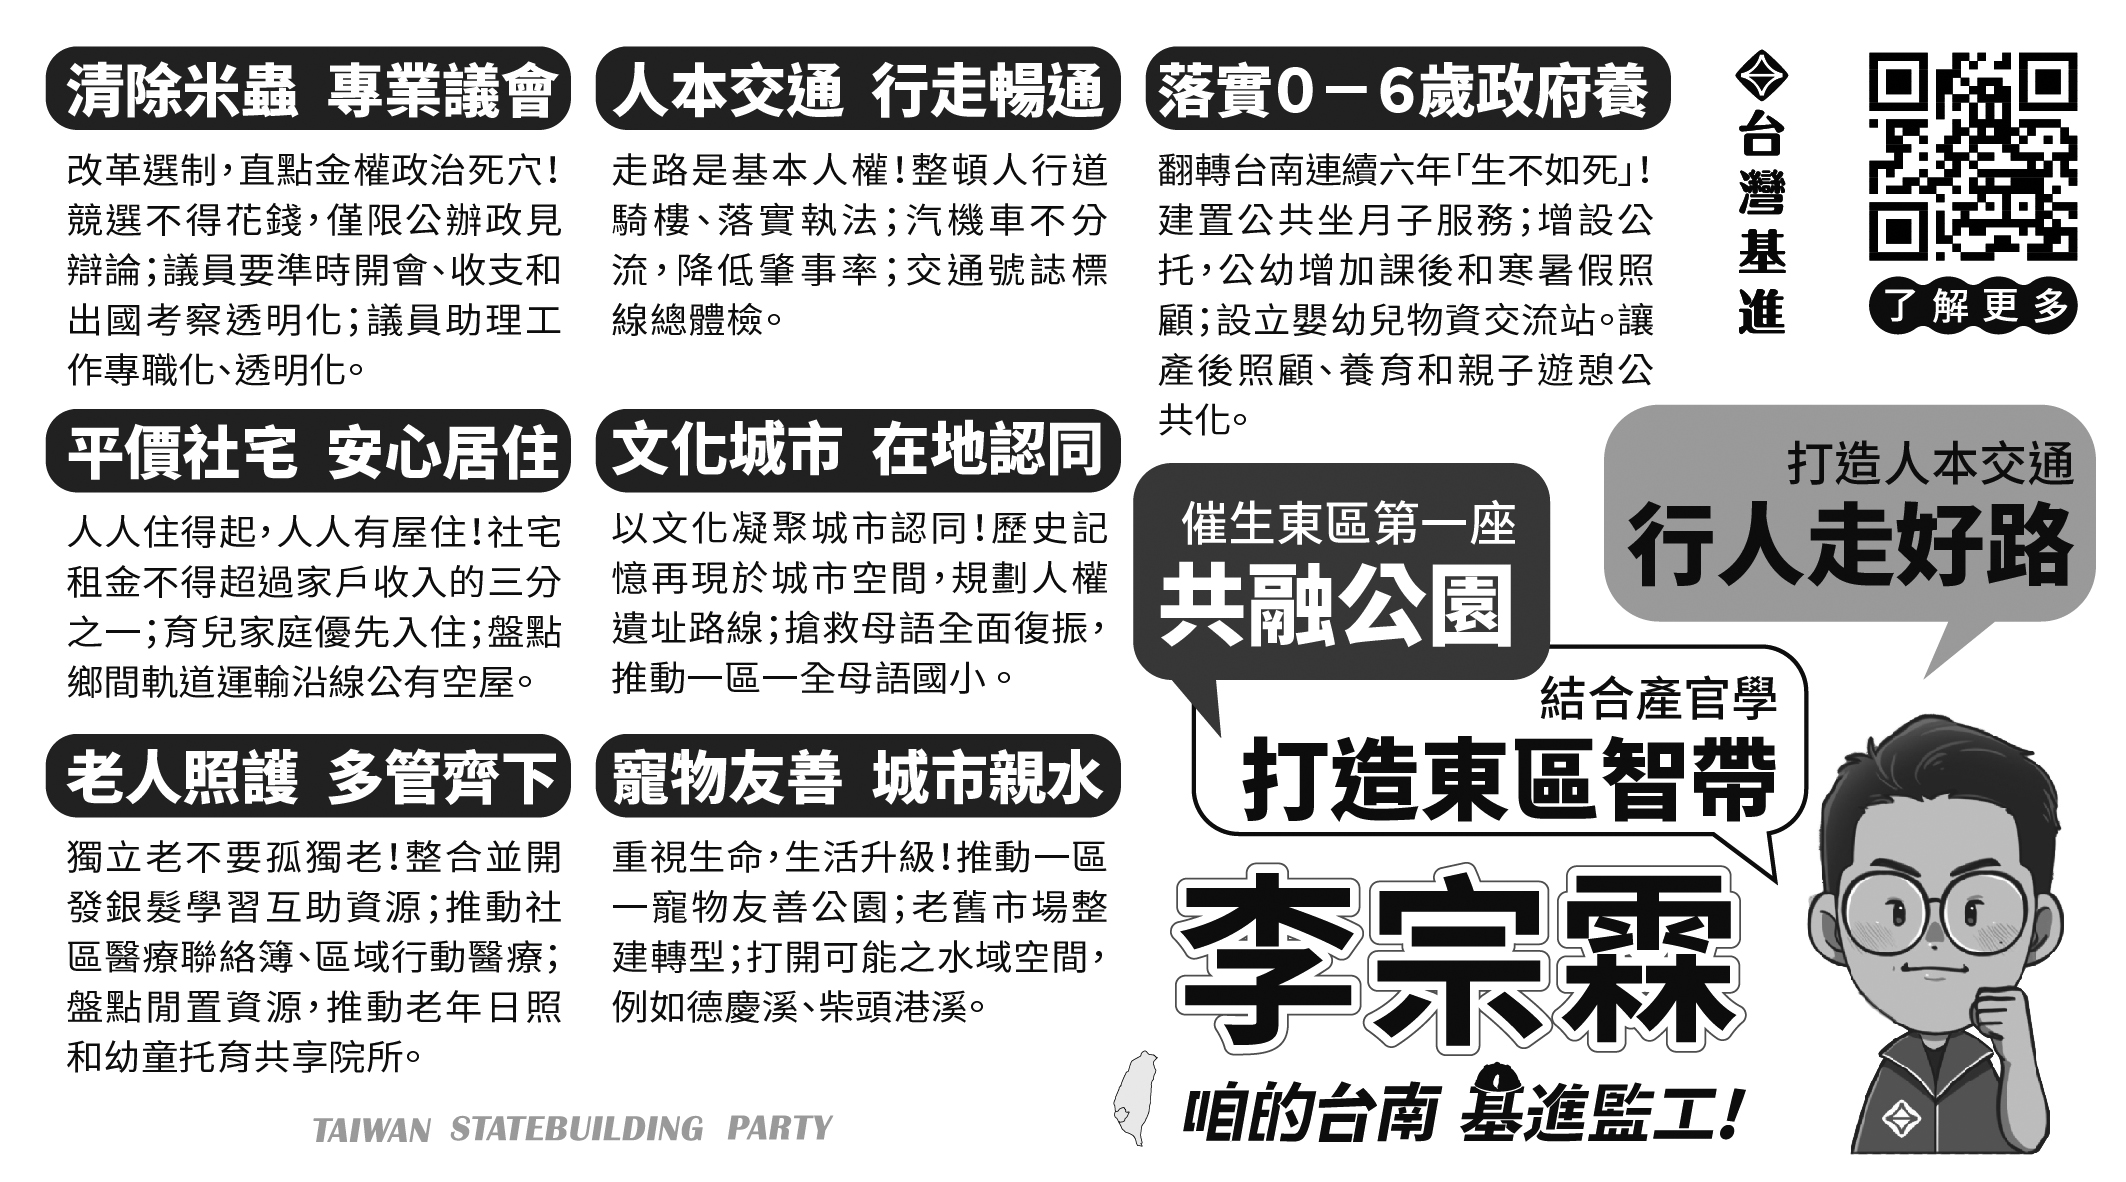 清除米蟲 專業議會
改革選制，直點金權政治死穴！
競選不得花錢，僅限公辦政見
辯論；議員要準時開會、收支和
出國考察透明化；議員助理工
作專職化、透明化。
平價社宅 安心居住
人人住得起，人人有屋住！社宅
租金不得超過家戶收入的三分
之一；育兒家庭優先入住；盤點
鄉間軌道運輸沿線公有空屋。
老人照護 多管齊下
獨立老不要孤獨老！整合並開
發銀髮學習互助資源；推動社
區醫療聯絡簿、區域行動醫療；
盤點閒置資源，推動老年日照
和幼童托育共享院所。
人本交通 行走暢通
走路是基本人權！整頓人行道
騎樓、落實執法；汽機車不分
流，降低肇事率；交通號誌標
線總體檢。
文化城市 在地認同
以文化凝聚城市認同！歷史記
憶再現於城市空間，規劃人權
遺址路線；搶救母語全面復振，
推動一區一全母語國小。
寵物友善 城市親水
重視生命，生活升級！推動一區
一寵物友善公園；老舊市場整
建轉型；打開可能之水域空間，
例如德慶溪、柴頭港溪。
落實0－6歲政府養
翻轉台南連續六年「生不如死」！
建置公共坐月子服務；增設公
托，公幼增加課後和寒暑假照
顧；設立嬰幼兒物資交流站。讓
產後照顧、養育和親子遊憩公
共化。
台灣基進
了解更多
催生東區第一座
共融公園
打造人本交通
行人走好路
結合產官學
打造東區智帶
李宗霖
咱的台南 基進監工！
TAIWAN STATEBUILDING PARTY